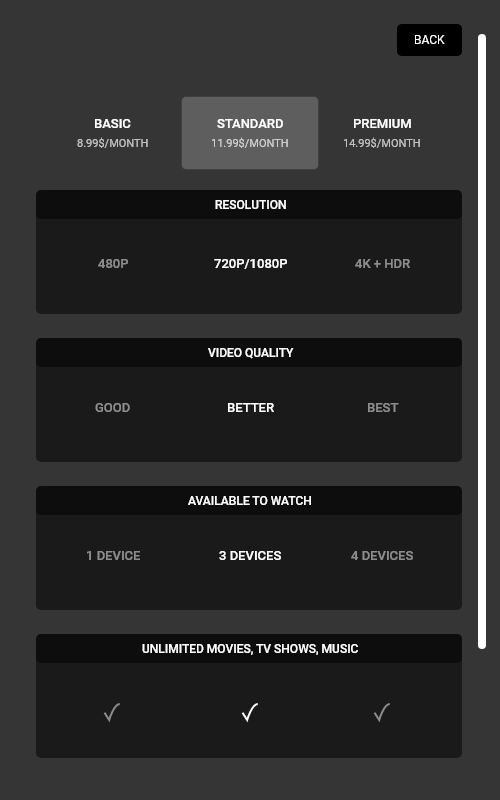 BACK
BASIC STANDARD PREMIUM
8.99$/MONTH 11.99$/MONTH 14.99$/MONTH
RESOLUTION
480P 720P/1080P 4K + HDR
VIDEO QUALITY
GOOD BETTER BEST
AVAILABLE TO WATCH
1 DEVICE 3 DEVICES 4 DEVICES
UNLIMITED MOVIES, TV SHOWS, MUSIC